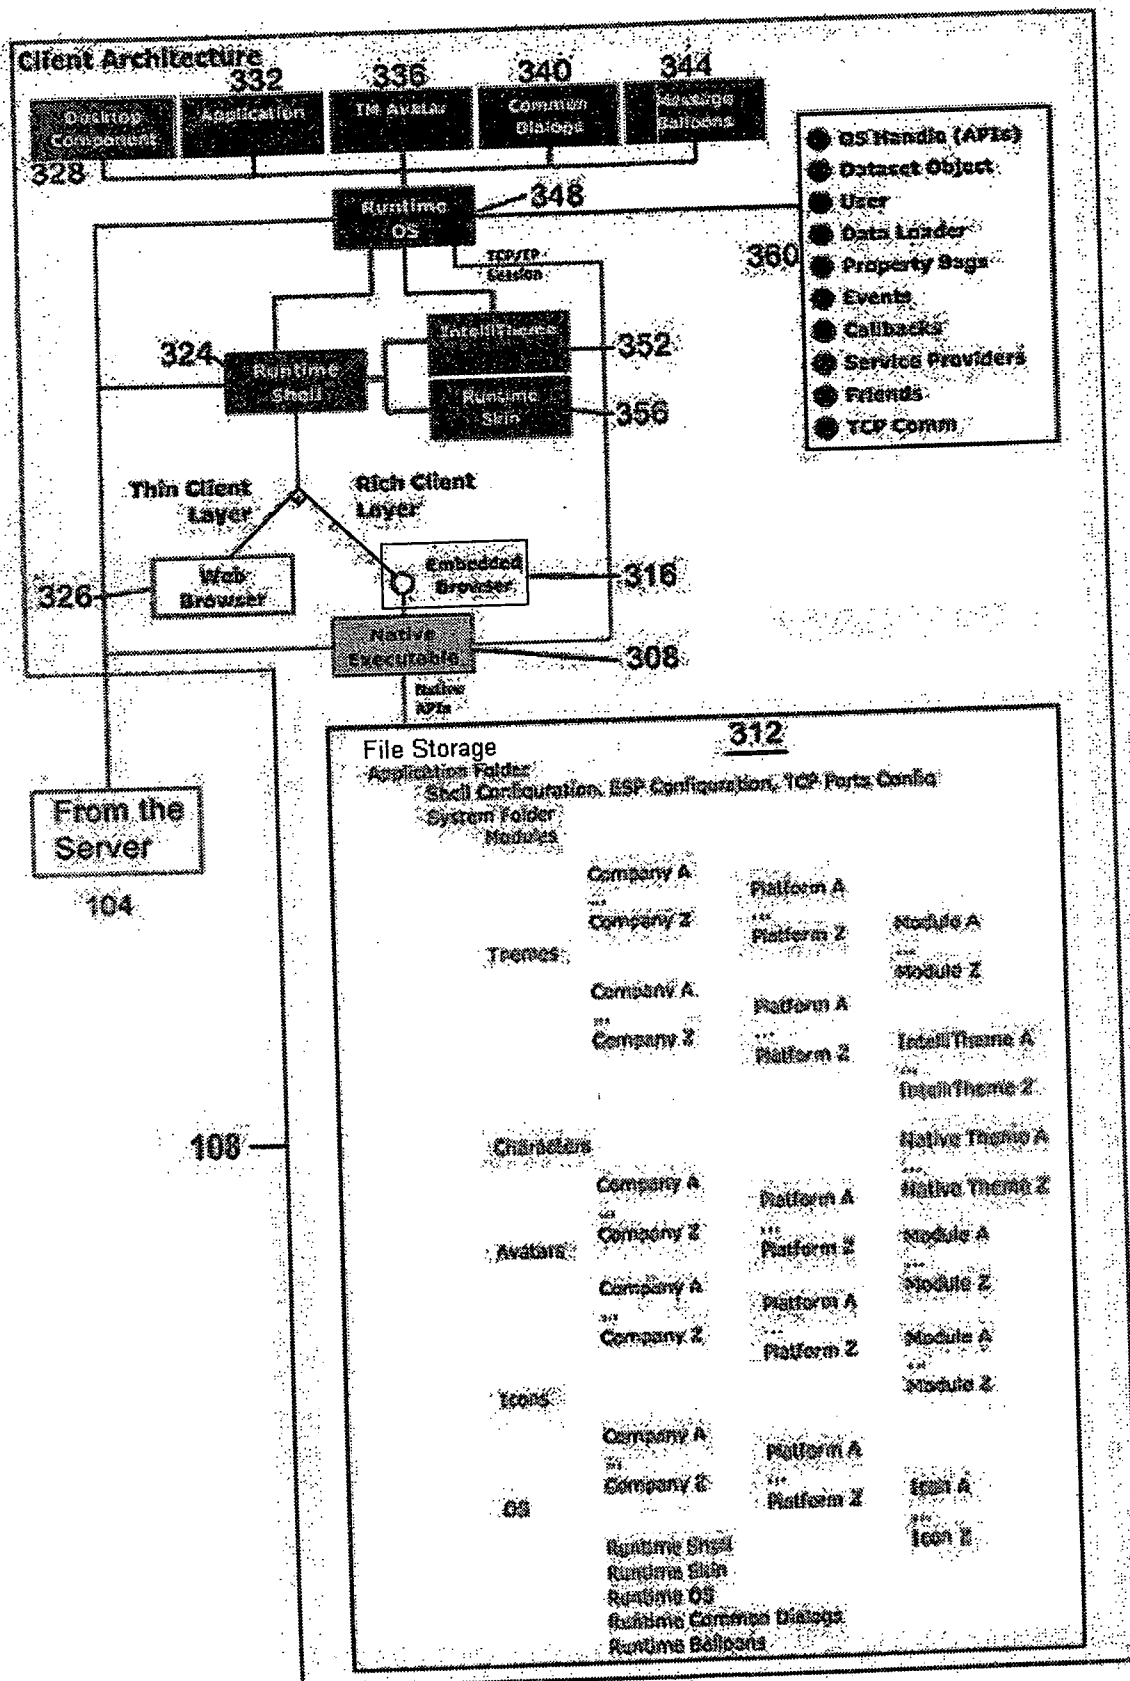 Client Architecture
332
336
340
344
Desktop
Component
Application
IM Avatar
Common
Dialogs
Message
Balloons
328
Runtime
OS
348
OS Handle (APIs)
Dataset Object
User
Data Loader
Property Bags
Events
Callbacks
Service Providers
Friends
TCP Comm
360
TCP/IP
Session
324
Runtime
Shell
IntelliTheme
352
Runtime
Skin
356
Thin Client
Layer
Rich Client
Layer
326
Web
Browser
Embedded
Browser
316
Native
Executable
308
Native
APIs
312
File Storage
Application Folder
Shell Configuration, ESP Configuration, TCP Ports Config
System Folder
Modules
From the
Server
104
Company A
...
Company Z
Platform A
...
Platform Z
Module A
...
Module Z
Themes
Company A
...
Company Z
Platform A
...
Platform Z
IntelliTheme A
...
IntelliTheme Z
Native Theme A
...
Native Theme Z
108
Characters
Company A
...
Company Z
Platform A
...
Platform Z
Module A
...
Module Z
Avatars
Company A
...
Company Z
Platform A
...
Platform Z
Module A
...
Module Z
Icons
Company A
...
Company Z
Platform A
...
Platform Z
Icon A
...
Icon Z
OS
Runtime Shell
Runtime Skin
Runtime OS
Runtime Common Dialogs
Runtime Balloons